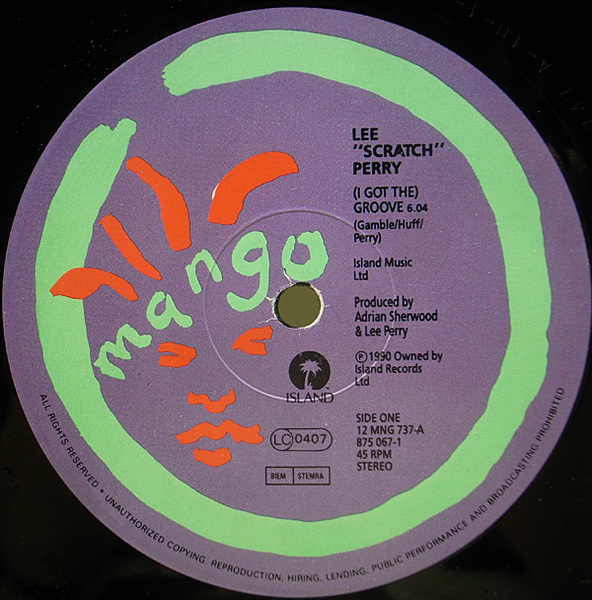 mango
LEE
"SCRATCH"
PERRY
(I GOT THE)
GROOVE 6.04
(Gamble/Huff/
Perry)
Island Music
Ltd
Produced by
Adrian Sherwood
& Lee Perry
Ⓟ 1990 Owned by
Island Records
Ltd
ISLAND™
LC 0407
BIEM STEMRA
SIDE ONE
12 MNG 737-A
875 067-1
45 RPM
STEREO
ALL RIGHTS RESERVED • UNAUTHORIZED COPYING, REPRODUCTION, HIRING, LENDING, PUBLIC PERFORMANCE AND BROADCASTING PROHIBITED